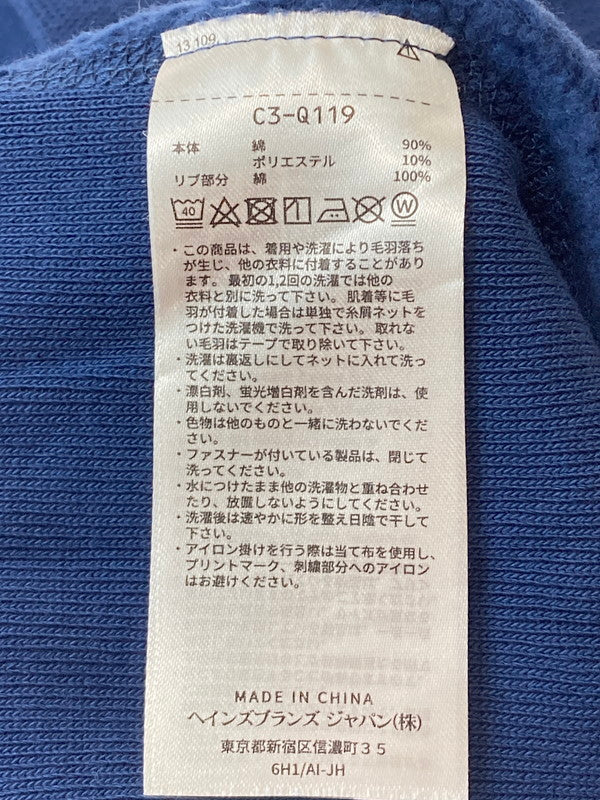 13 109
C3-Q119
本体 綿 90%
ポリエステル 10%
リブ部分 綿 100%
40 W
・この商品は、着用や洗濯により毛羽落ち
が生じ、他の衣料に付着することがあり
ます。最初の1,2回の洗濯では他の
衣料と別に洗って下さい。肌着等に毛
羽が付着した場合は単独で糸屑ネットを
つけた洗濯機で洗って下さい。取れな
い毛羽はテープで取り除いて下さい。
・洗濯は裏返しにしてネットに入れて洗っ
てください。
・漂白剤、蛍光増白剤を含んだ洗剤は、使
用しないでください。
・色物は他のものと一緒に洗わないでくだ
さい。
・ファスナーが付いている製品は、閉じて
洗ってください。
・水につけたまま他の洗濯物と重ね合わせ
たり、放置しないようにしてください。
・洗濯後は速やかに形を整え日陰で干して
下さい。
・アイロン掛けを行う際は当て布を使用し、
プリントマーク、刺繍部分へのアイロン
はお避けください。
MADE IN CHINA
ヘインズブランズ ジャパン(株)
東京都新宿区信濃町35
6H1/AI-JH